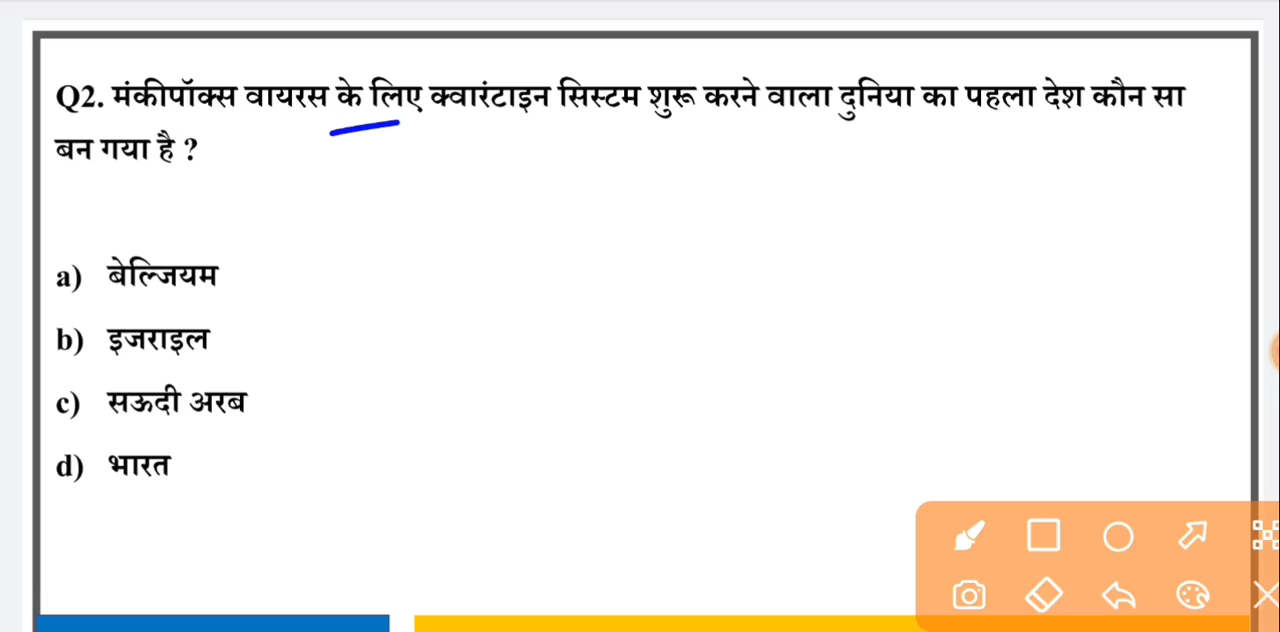 Q2. मंकीपॉक्स वायरस के लिए क्वारंटाइन सिस्टम शुरू करने वाला दुनिया का पहला देश कौन सा
बन गया है ?
a) बेल्जियम
b) इजराइल
c) सऊदी अरब
d) भारत